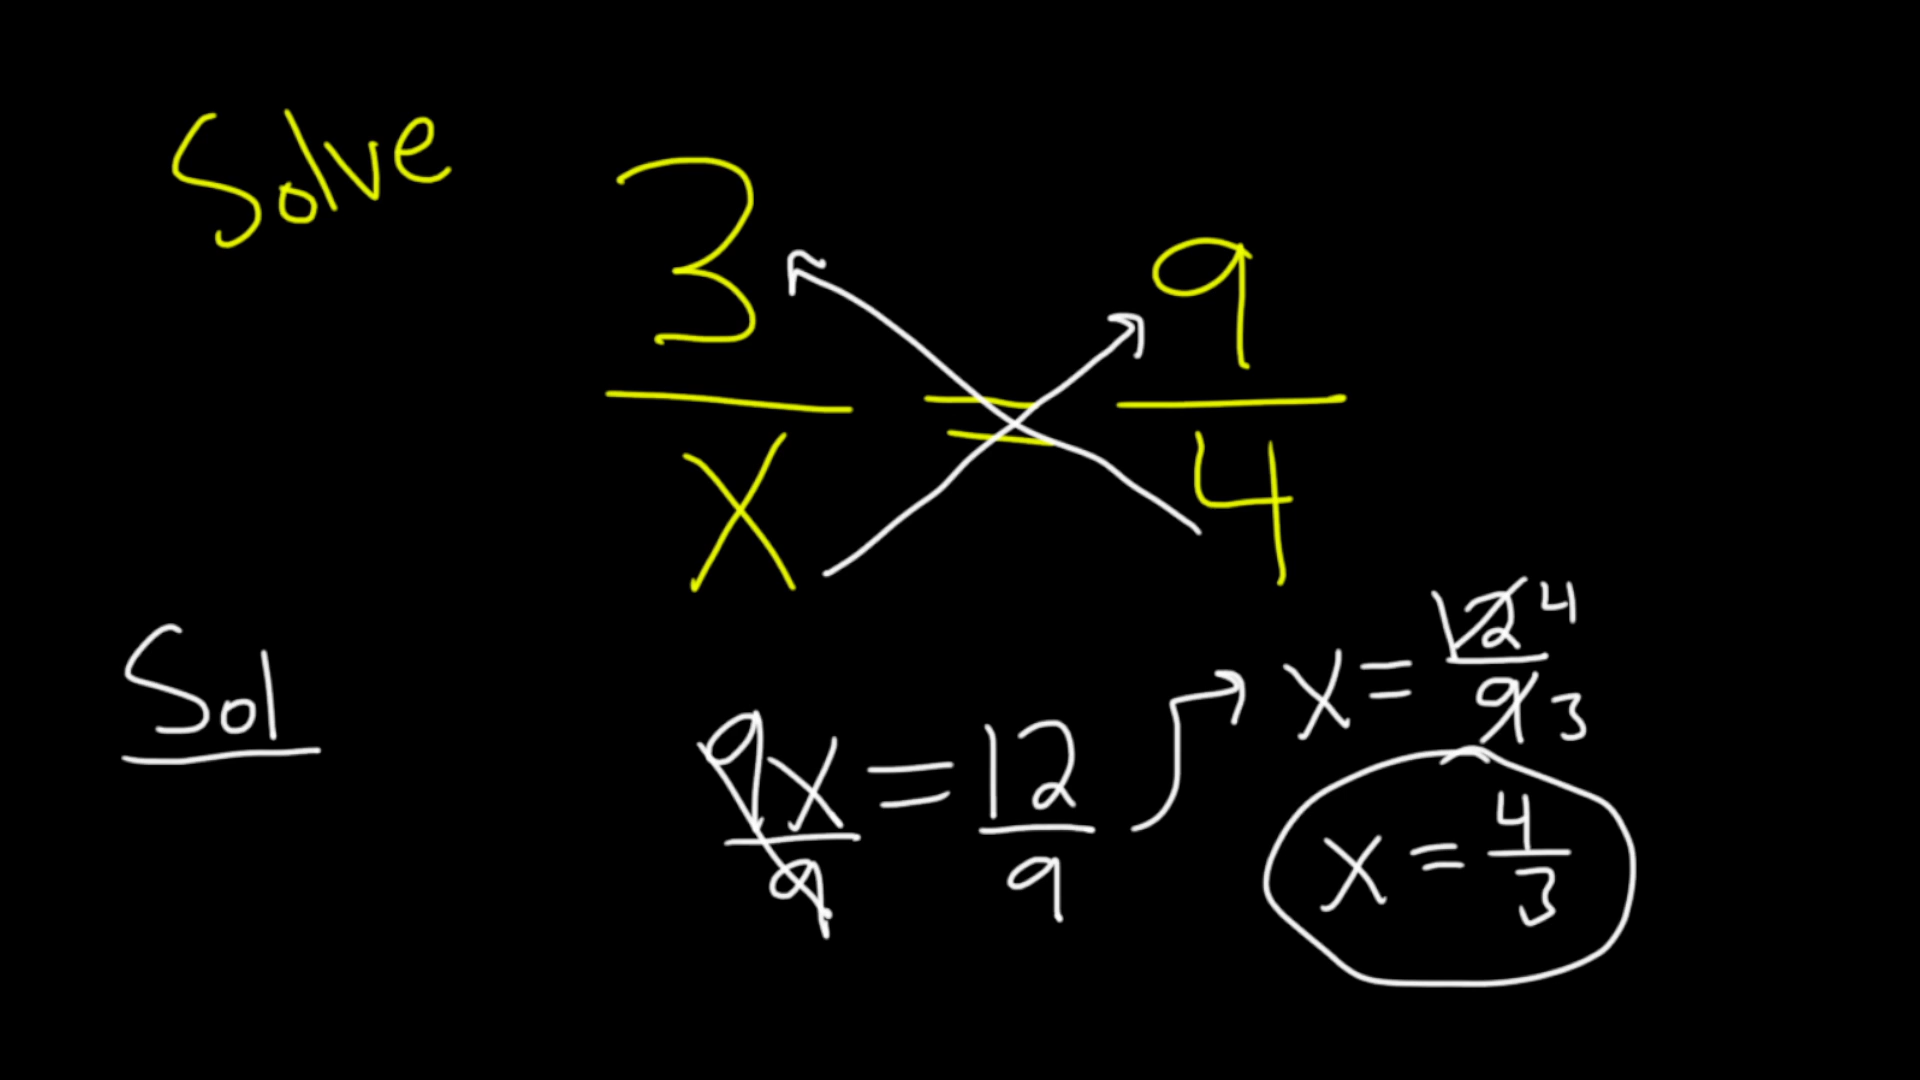 Solve
3/x = 9/4
Sol
9x/9 = 12/9
x = 12/9 4 3
x = 4/3